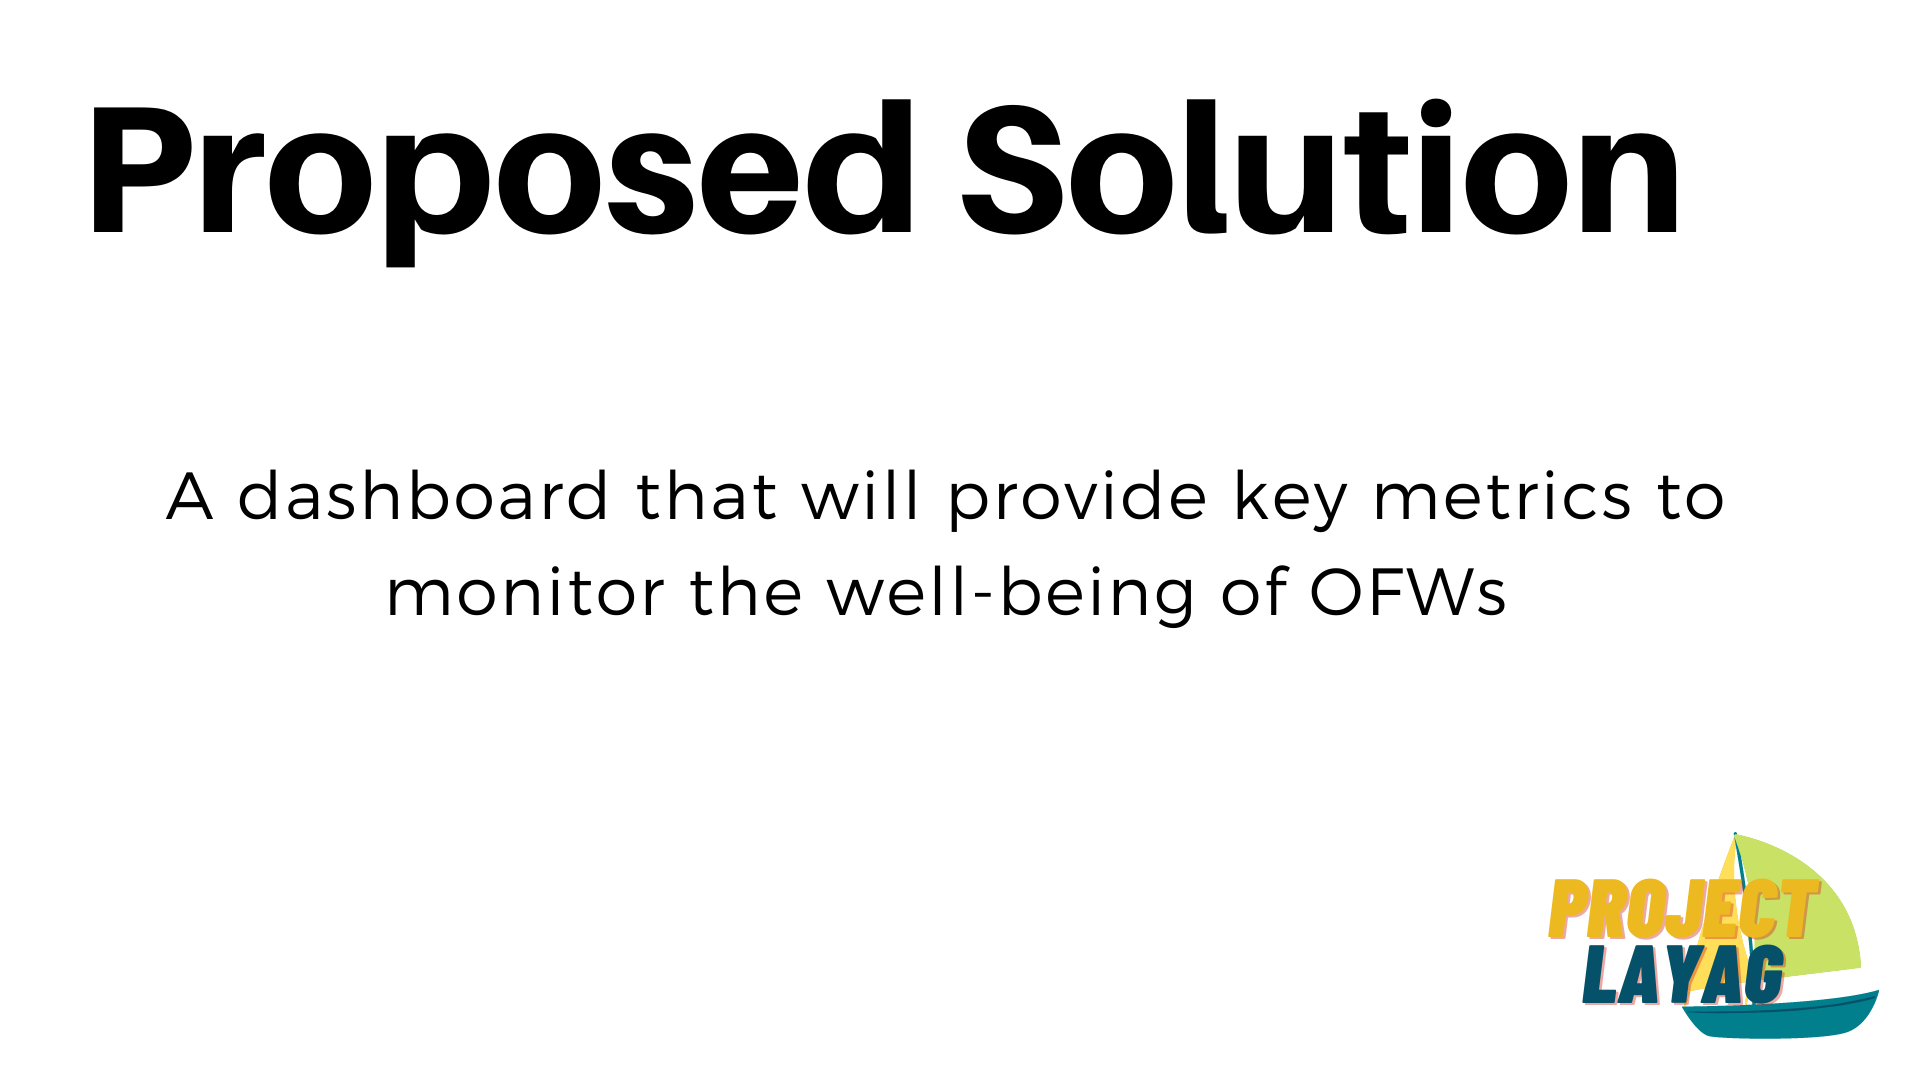 Proposed Solution
A dashboard that will provide key metrics to
monitor the well-being of OFWs
PROJECT
LAYAG